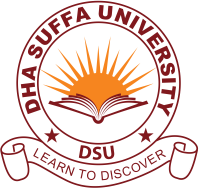 DHA SUFFA UNIVERSITY
DSU
LEARN TO DISCOVER